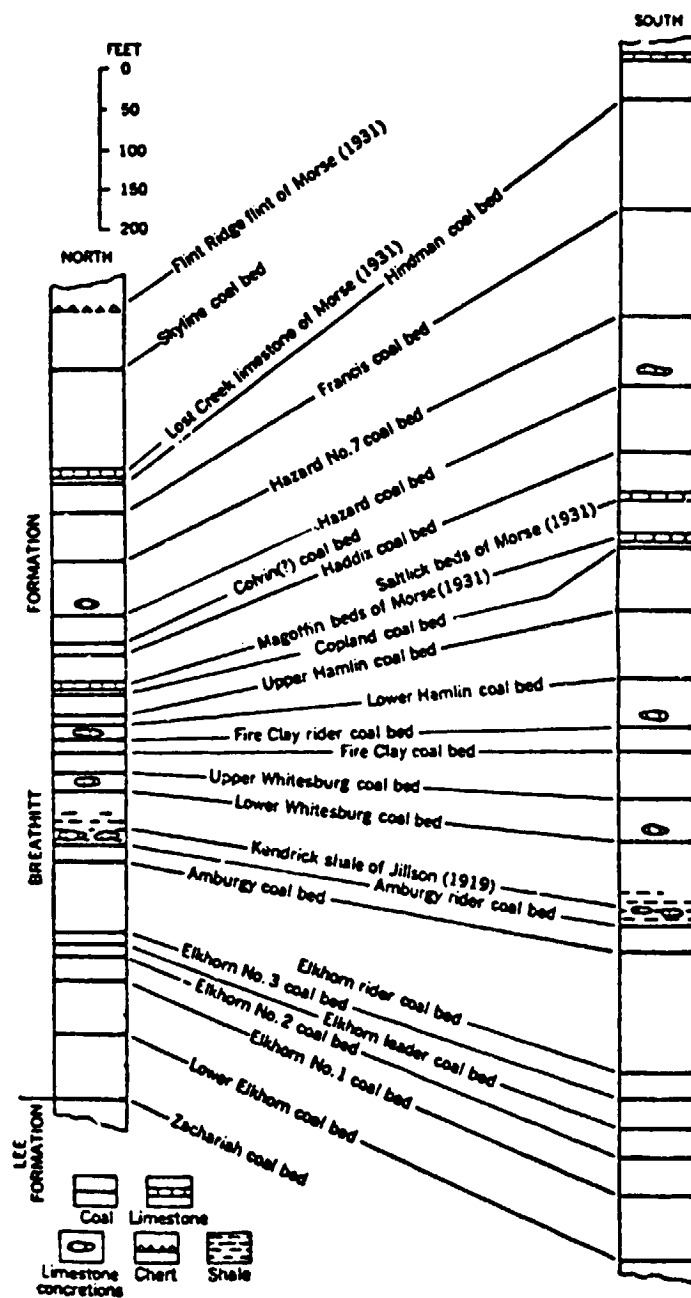 SOUTH
FEET
0
50
100
150
200
NORTH
Flint Ridge flint of Morse (1931)
Skyline coal bed
Lost Creek limestone of Morse (1931)
Hindman coal bed
Francis coal bed
Hazard No. 7 coal bed
Hazard coal bed
Colvin(?) coal bed
Haddix coal bed
Saltlick beds of Morse (1931)
Magoffin beds of Morse (1931)
Copland coal bed
Upper Hamlin coal bed
Lower Hamlin coal bed
Fire Clay rider coal bed
Fire Clay coal bed
Upper Whitesburg coal bed
Lower Whitesburg coal bed
Kendrick shale of Jillson (1919)
Amburgy rider coal bed
Amburgy coal bed
Elkhorn rider coal bed
Elkhorn No. 3 coal bed
Elkhorn leader coal bed
Elkhorn No. 2 coal bed
Elkhorn No. 1 coal bed
Lower Elkhorn coal bed
Zachariah coal bed
BREATHITT FORMATION
LEE
FORMATION
Coal
Limestone
Limestone
concretions
Chert
Shale